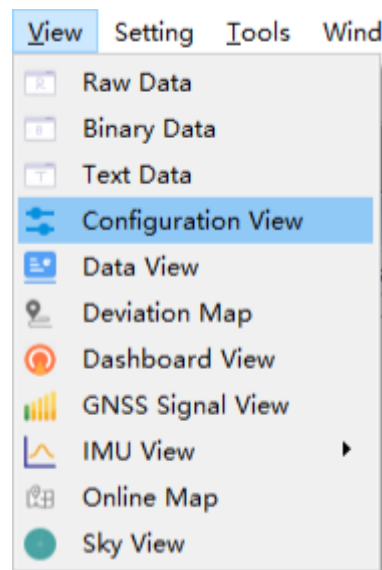 View Setting Tools Wind
R Raw Data
B Binary Data
T Text Data
Configuration View
Data View
Deviation Map
Dashboard View
GNSS Signal View
IMU View
Online Map
Sky View